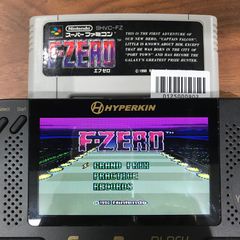 Nintendo SHVC-FZ
スーパーファミコン
F-ZERO™
エフゼロ
THIS IS THE FIRST ADVENTURE OF
OUR NEW HERO, "CAPTAIN FALCON".
LITTLE IS KNOWN ABOUT HIM, EXCEPT
THAT HE WAS BORN IN THE CITY OF
"PORT TOWN" AND HAS BECOME THE
GALAXY'S GREATEST PRIZE HUNTER.
HYPERKIN
F-ZERO™
GRAND PRIX
PRACTICE
RECORDS
© 1990 Nintendo